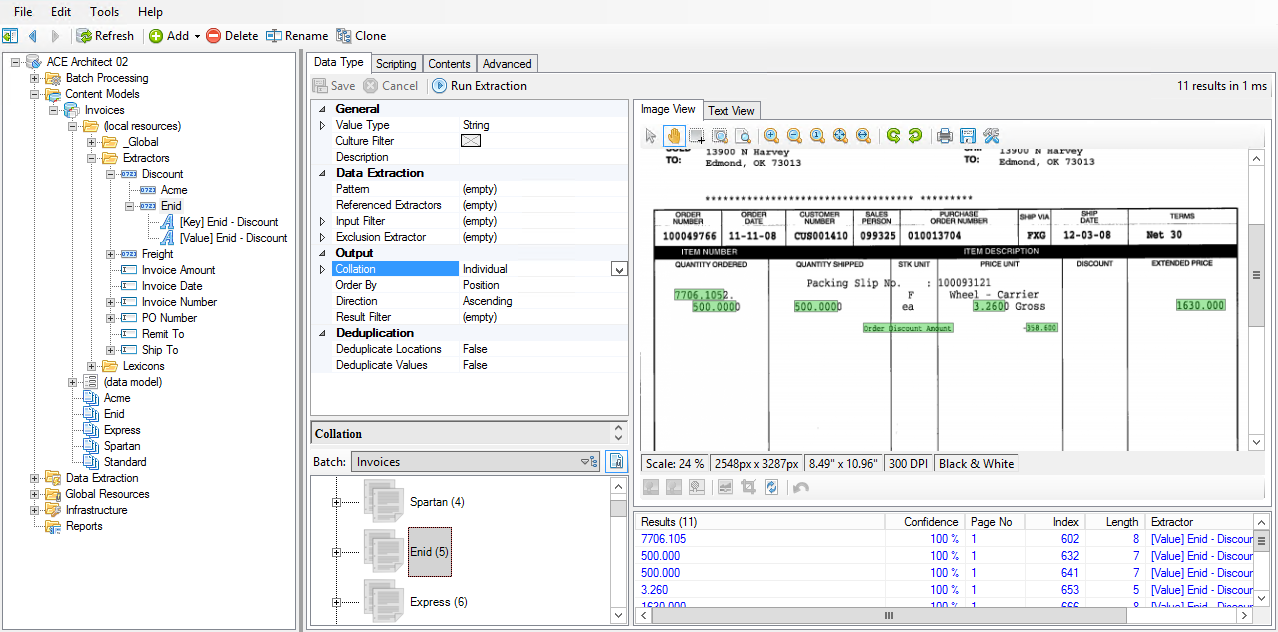 File Edit Tools Help
Refresh Add Delete Rename Clone
ACE Architect 02
Batch Processing
Content Models
Invoices
(local resources)
_Global
Extractors
Discount
Acme
Enid
[Key] Enid - Discount
[Value] Enid - Discount
Freight
Invoice Amount
Invoice Date
Invoice Number
PO Number
Remit To
Ship To
Lexicons
(data model)
Acme
Enid
Express
Spartan
Standard
Data Extraction
Global Resources
Infrastructure
Reports
Data Type Scripting Contents Advanced
Save Cancel Run Extraction 11 results in 1 ms
General
Value Type String
Culture Filter
Description
Data Extraction
Pattern (empty)
Referenced Extractors (empty)
Input Filter (empty)
Exclusion Extractor (empty)
Output
Collation Individual
Order By Position
Direction Ascending
Result Filter (empty)
Deduplication
Deduplicate Locations False
Deduplicate Values False
Collation
Batch: Invoices
Spartan (4)
Enid (5)
Express (6)
Image View Text View
TO: 13900 N Harvey TO: 13900 N Harvey
Edmond, OK 73013 Edmond, OK 73013
*********************************** *********
ORDER NUMBER ORDER DATE CUSTOMER NUMBER SALES PERSON PURCHASE ORDER NUMBER SHIP VIA SHIP DATE TERMS
100049766 11-11-08 CUS001410 099325 010013704 FXG 12-03-08 Net 30
ITEM NUMBER ITEM DESCRIPTION
QUANTITY ORDERED QUANTITY SHIPPED STK UNIT PRICE UNIT DISCOUNT EXTENDED PRICE
Packing Slip No. : 100093121
7706.1052. F Wheel - Carrier
500.0000 500.0000 ea 3.2600 Gross 1630.000
Order Discount Amount -358.600
Scale: 24 % 2548px x 3287px 8.49" x 10.96" 300 DPI Black & White
Results (11) Confidence Page No Index Length Extractor
7706.105 100 % 1 602 8 [Value] Enid - Discour
500.000 100 % 1 632 7 [Value] Enid - Discour
500.000 100 % 1 641 7 [Value] Enid - Discour
3.260 100 % 1 653 5 [Value] Enid - Discour
1630.000 100 % 1 666 8 [Value] Enid - Discour